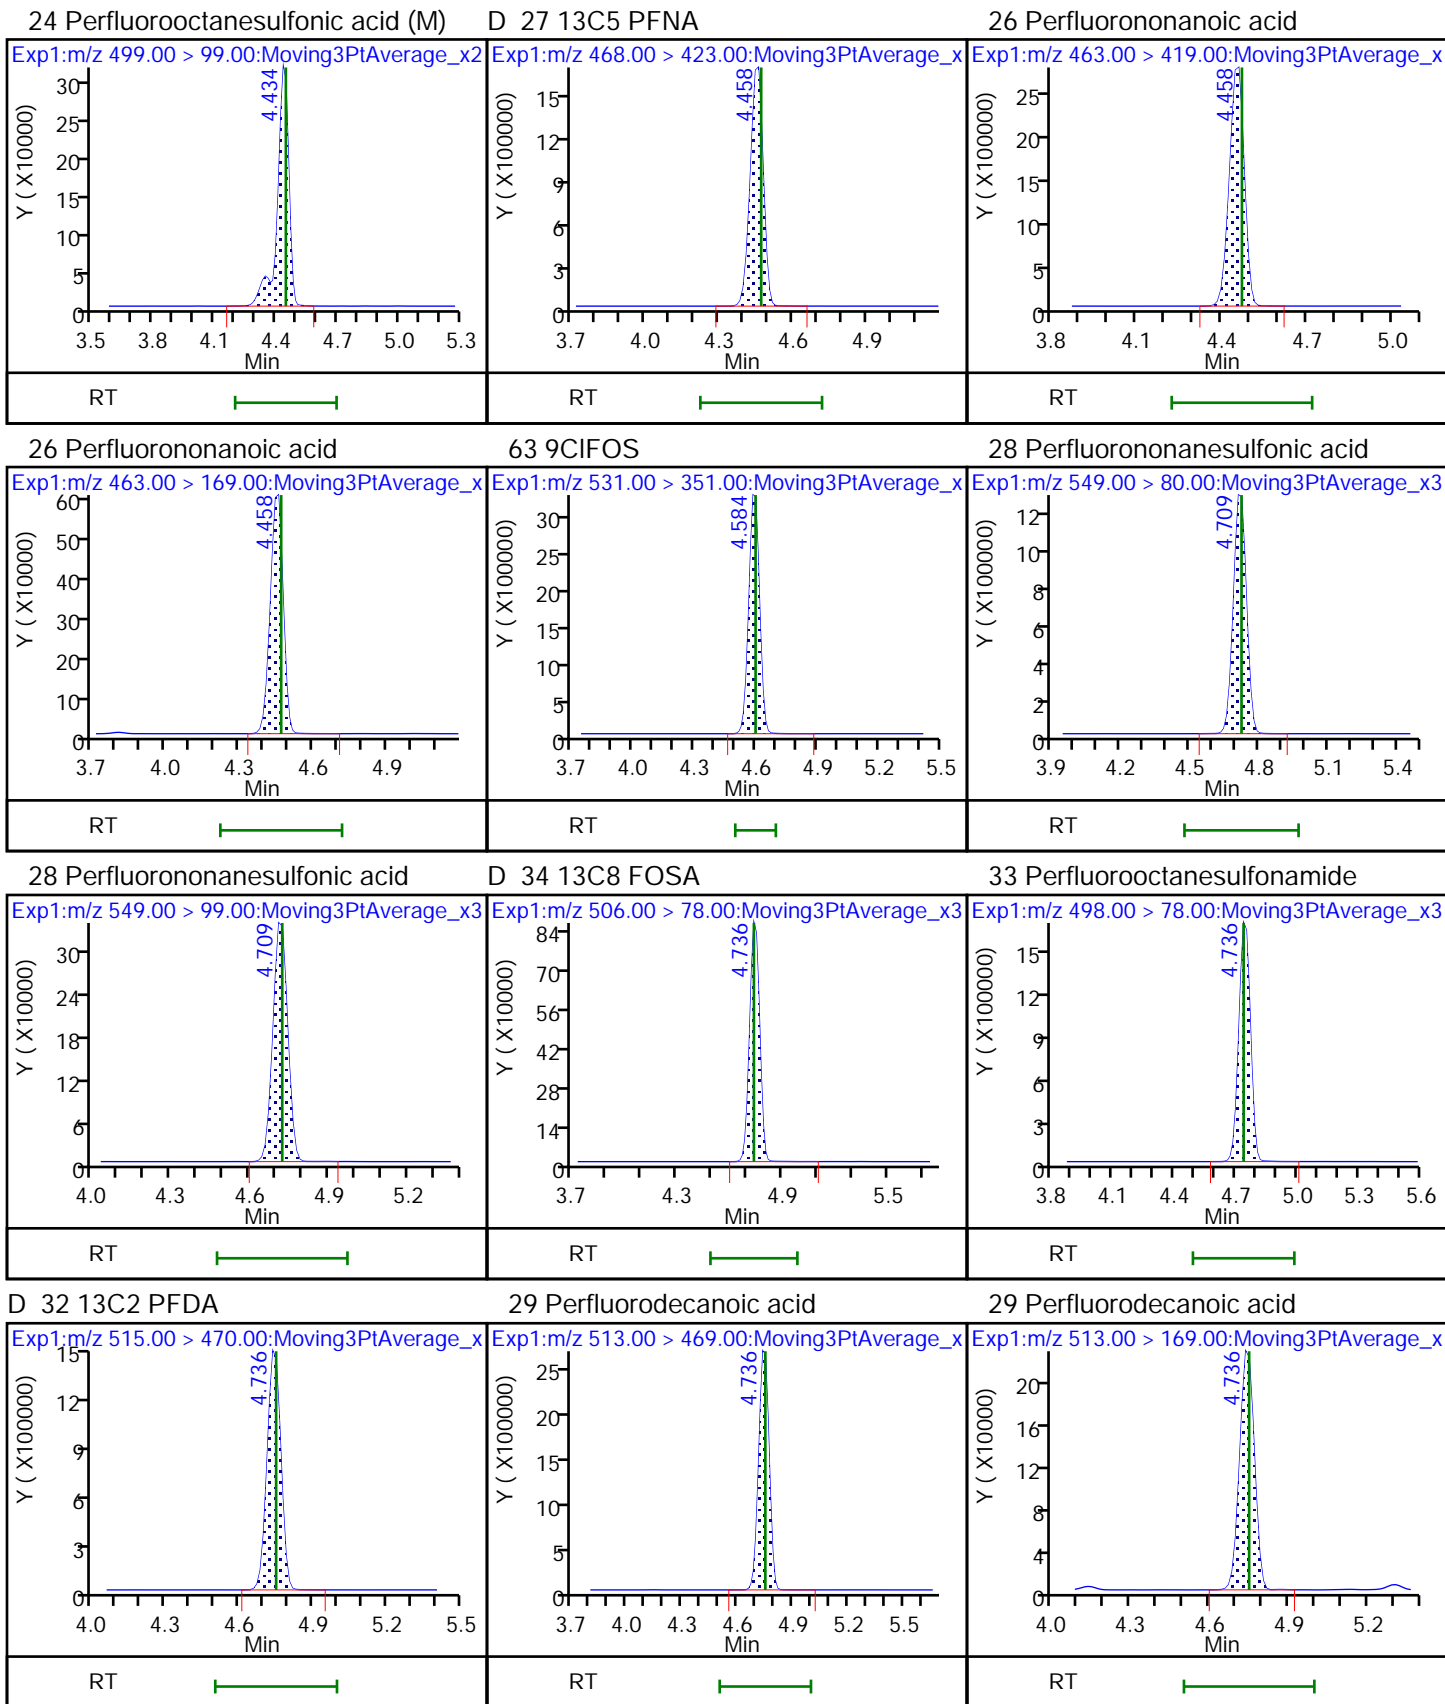 24 Perfluorooctanesulfonic acid (M)
Exp1:m/z 499.00 > 99.00:Moving3PtAverage_x2
4.434
Y ( X100000)
30
25
20
15
10
5
0
3.5 3.8 4.1 4.4 4.7 5.0 5.3
Min
RT
D 27 13C5 PFNA
Exp1:m/z 468.00 > 423.00:Moving3PtAverage_x
4.458
Y ( X100000)
15
12
9
6
3
0
3.7 4.0 4.3 4.6 4.9
Min
RT
26 Perfluorononanoic acid
Exp1:m/z 463.00 > 419.00:Moving3PtAverage_x
4.458
Y ( X100000)
25
20
15
10
5
0
3.8 4.1 4.4 4.7 5.0
Min
RT
26 Perfluorononanoic acid
Exp1:m/z 463.00 > 169.00:Moving3PtAverage_x
4.458
Y ( X10000)
60
50
40
30
20
10
0
3.7 4.0 4.3 4.6 4.9
Min
RT
63 9ClFOS
Exp1:m/z 531.00 > 351.00:Moving3PtAverage_x
4.584
Y ( X100000)
30
25
20
15
10
5
0
3.7 4.0 4.3 4.6 4.9 5.2 5.5
Min
RT
28 Perfluorononanesulfonic acid
Exp1:m/z 549.00 > 80.00:Moving3PtAverage_x3
4.709
Y ( X100000)
12
10
8
6
4
2
0
3.9 4.2 4.5 4.8 5.1 5.4
Min
RT
28 Perfluorononanesulfonic acid
Exp1:m/z 549.00 > 99.00:Moving3PtAverage_x3
4.709
Y ( X10000)
30
24
18
12
6
0
4.0 4.3 4.6 4.9 5.2
Min
RT
D 34 13C8 FOSA
Exp1:m/z 506.00 > 78.00:Moving3PtAverage_x3
4.736
Y ( X10000)
84
70
56
42
28
14
0
3.7 4.3 4.9 5.5
Min
RT
33 Perfluorooctanesulfonamide
Exp1:m/z 498.00 > 78.00:Moving3PtAverage_x3
4.736
Y ( X100000)
15
12
9
6
3
0
3.8 4.1 4.4 4.7 5.0 5.3 5.6
Min
RT
D 32 13C2 PFDA
Exp1:m/z 515.00 > 470.00:Moving3PtAverage_x
4.736
Y ( X100000)
15
12
9
6
3
0
4.0 4.3 4.6 4.9 5.2 5.5
Min
RT
29 Perfluorodecanoic acid
Exp1:m/z 513.00 > 469.00:Moving3PtAverage_x
4.736
Y ( X100000)
25
20
15
10
5
0
3.7 4.0 4.3 4.6 4.9 5.2 5.5
Min
RT
29 Perfluorodecanoic acid
Exp1:m/z 513.00 > 169.00:Moving3PtAverage_x
4.736
Y ( X10000)
20
16
12
8
4
0
4.0 4.3 4.6 4.9 5.2
Min
RT